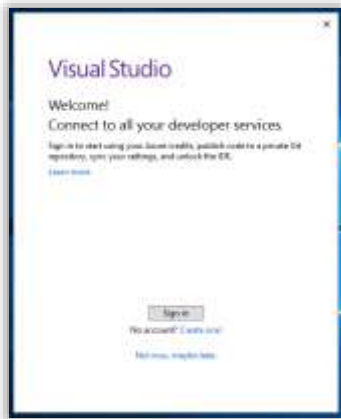 Visual Studio
Welcome!
Connect to all your developer services.
Sign in to start using your Azure credits, publish code to a private Git
repository, sync your settings, and unlock the IDE.
Learn more
Sign in
No account? Create one!
Not now, maybe later.